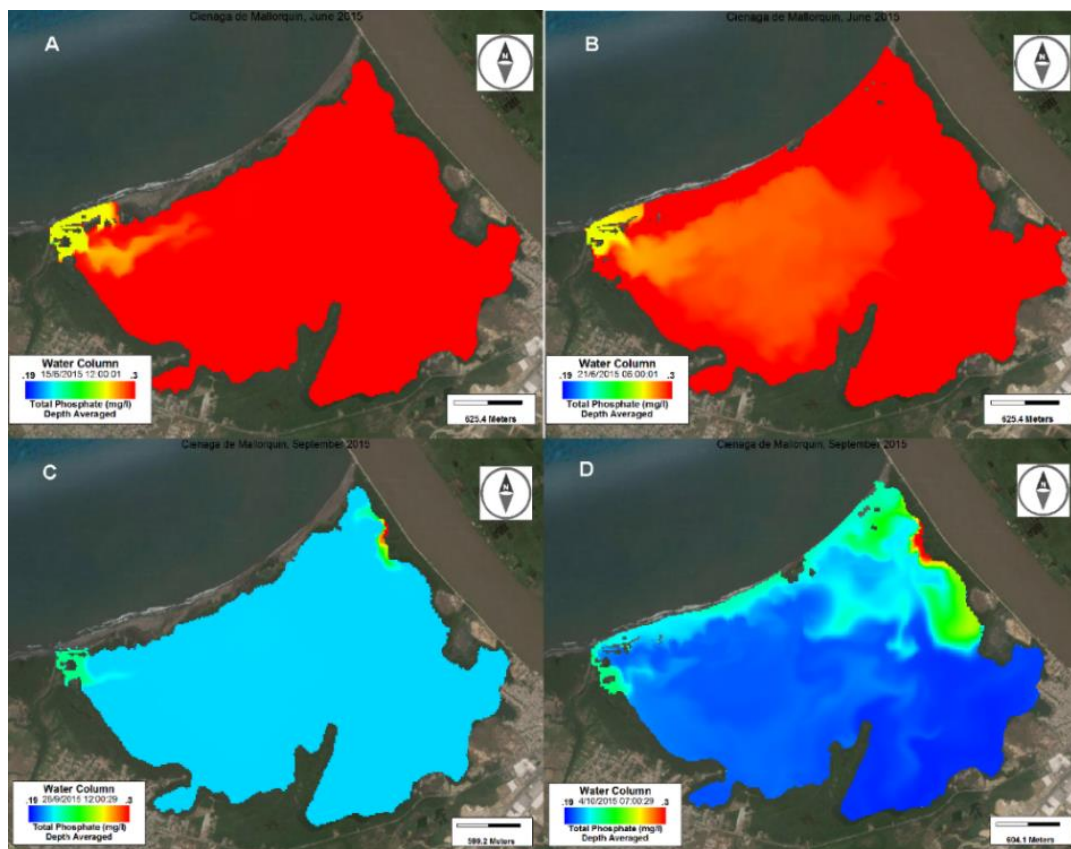 Cienaga de Mallorquin, June 2015
A
N
Water Column
15/6/2015 12:00:01
.19 .3
Total Phosphate (mg/l)
Depth Averaged
625.4 Meters
Cienaga de Mallorquin, June 2015
B
N
Water Column
21/6/2015 06:00:01
.19 .3
Total Phosphate (mg/l)
Depth Averaged
625.4 Meters
Cienaga de Mallorquin, September 2015
C
N
Water Column
.19 .3
Total Phosphate (mg/l)
Depth Averaged
599.2 Meters
Cienaga de Mallorquin, September 2015
D
N
Water Column
4/10/2015 07:00:29
.19 .3
Total Phosphate (mg/l)
Depth Averaged
604.1 Meters